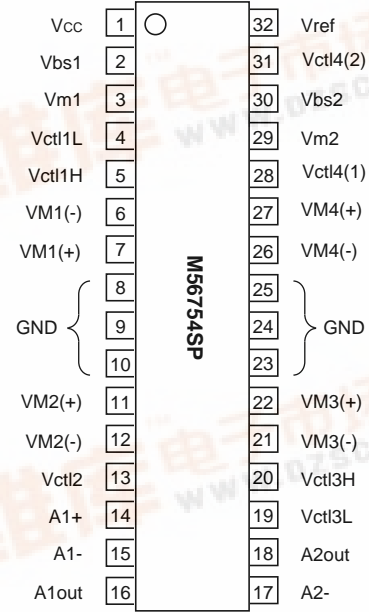 Vcc 1 32 Vref
Vbs1 2 31 Vctl4(2)
Vm1 3 30 Vbs2
Vctl1L 4 29 Vm2
Vctl1H 5 28 Vctl4(1)
VM1(-) 6 27 VM4(+)
VM1(+) 7 26 VM4(-)
8 25
GND 9 24 GND
10 23
M56754SP
VM2(+) 11 22 VM3(+)
VM2(-) 12 21 VM3(-)
Vctl2 13 20 Vctl3H
A1+ 14 19 Vctl3L
A1- 15 18 A2out
A1out 16 17 A2-